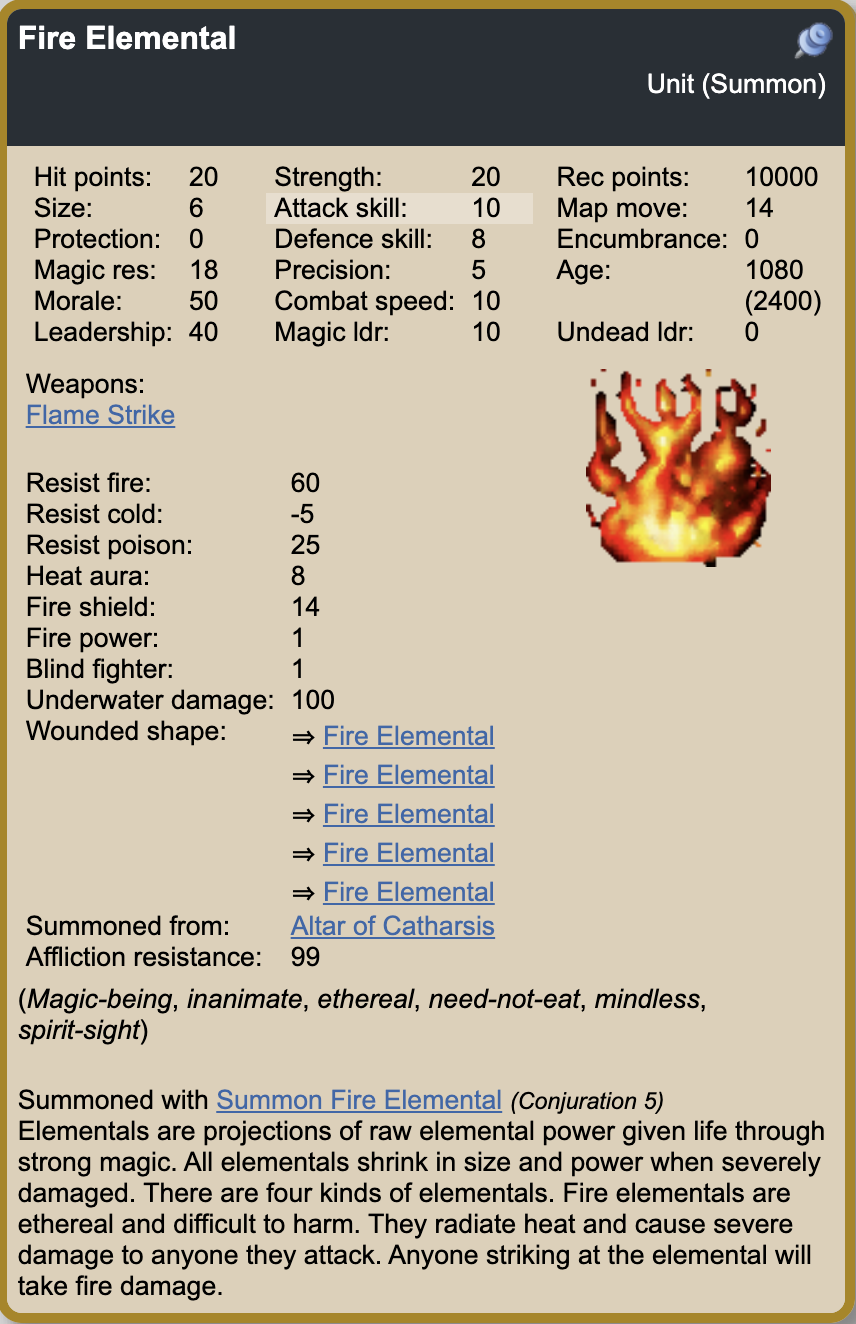 Fire Elemental
Unit (Summon)
Hit points: 20 Strength: 20 Rec points: 10000
Size: 6 Attack skill: 10 Map move: 14
Protection: 0 Defence skill: 8 Encumbrance: 0
Magic res: 18 Precision: 5 Age: 1080
Morale: 50 Combat speed: 10 (2400)
Leadership: 40 Magic ldr: 10 Undead ldr: 0
Weapons:
Flame Strike
Resist fire: 60
Resist cold: -5
Resist poison: 25
Heat aura: 8
Fire shield: 14
Fire power: 1
Blind fighter: 1
Underwater damage: 100
Wounded shape: ⇒ Fire Elemental
⇒ Fire Elemental
⇒ Fire Elemental
⇒ Fire Elemental
⇒ Fire Elemental
Summoned from: Altar of Catharsis
Affliction resistance: 99
(Magic-being, inanimate, ethereal, need-not-eat, mindless,
spirit-sight)
Summoned with Summon Fire Elemental (Conjuration 5)
Elementals are projections of raw elemental power given life through
strong magic. All elementals shrink in size and power when severely
damaged. There are four kinds of elementals. Fire elementals are
ethereal and difficult to harm. They radiate heat and cause severe
damage to anyone they attack. Anyone striking at the elemental will
take fire damage.